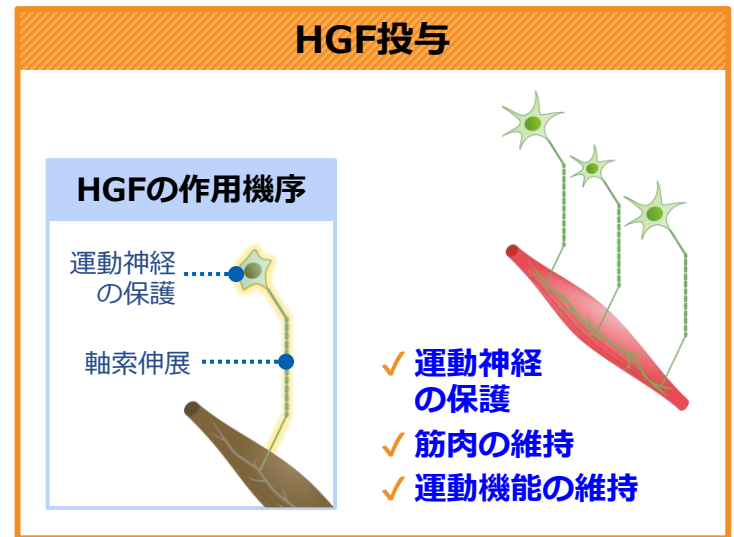 HGF投与
HGFの作用機序
運動神経
の保護
軸索伸展
✓ 運動神経
の保護
✓ 筋肉の維持
✓ 運動機能の維持